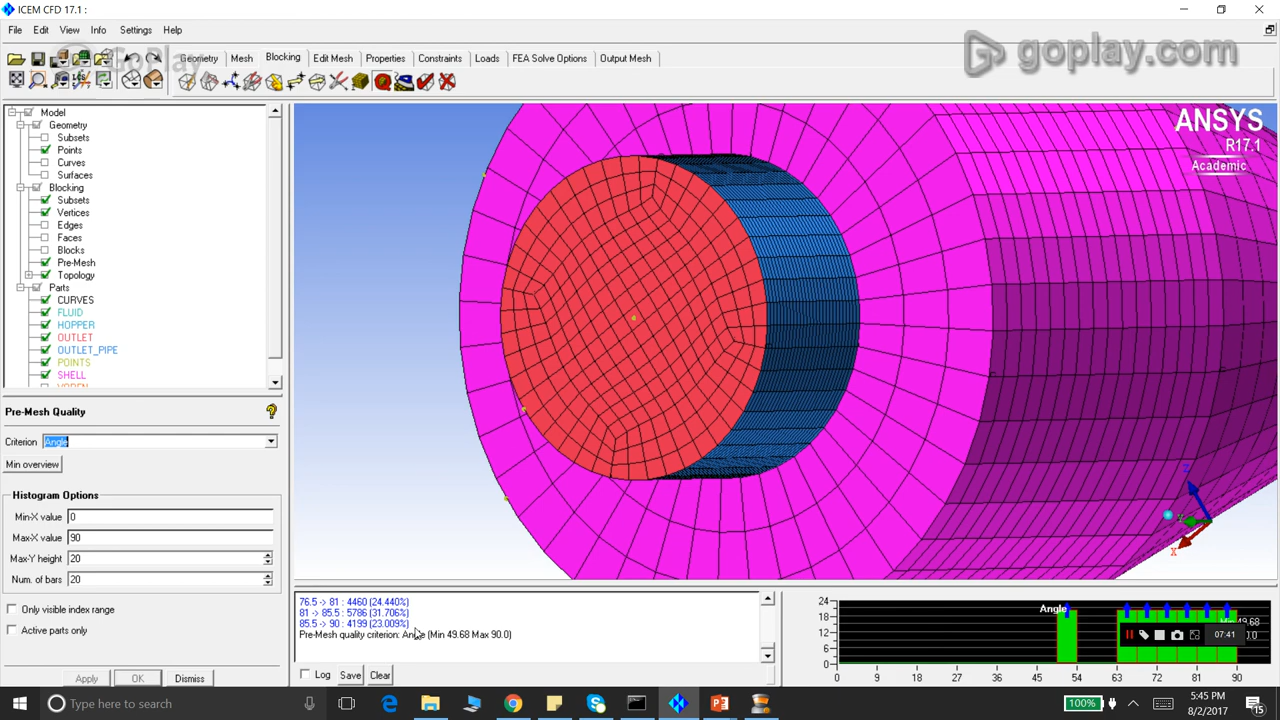 ICEM CFD 17.1 :
File Edit View Info Settings Help
GoPlay
goplay.com
Geometry Mesh Blocking Edit Mesh Properties Constraints Loads FEA Solve Options Output Mesh
Model
Geometry
Subsets
Points
Curves
Surfaces
Blocking
Subsets
Vertices
Edges
Faces
Blocks
Pre-Mesh
Topology
Parts
CURVES
FLUID
HOPPER
OUTLET
OUTLET_PIPE
POINTS
SHELL
ANSYS
R17.1
Academic
Z
Y
X
Pre-Mesh Quality
Criterion Angle
Min overview
Histogram Options
Min-X value 0
Max-X value 90
Max-Y height 20
Num. of bars 20
Only visible index range
Active parts only
Apply OK Dismiss
76.5 -> 81 : 4460 (24.440%)
81 -> 85.5 : 5786 (31.706%)
85.5 -> 90 : 4199 (23.009%)
Pre-Mesh quality criterion: Angle (Min 49.68 Max 90.0)
Log Save Clear
Angle
24
18
12
6
0
0 9 18 27 36 45 54 63 72 81 90
07:41
Type here to search
100%
5:45 PM
8/2/2017
15